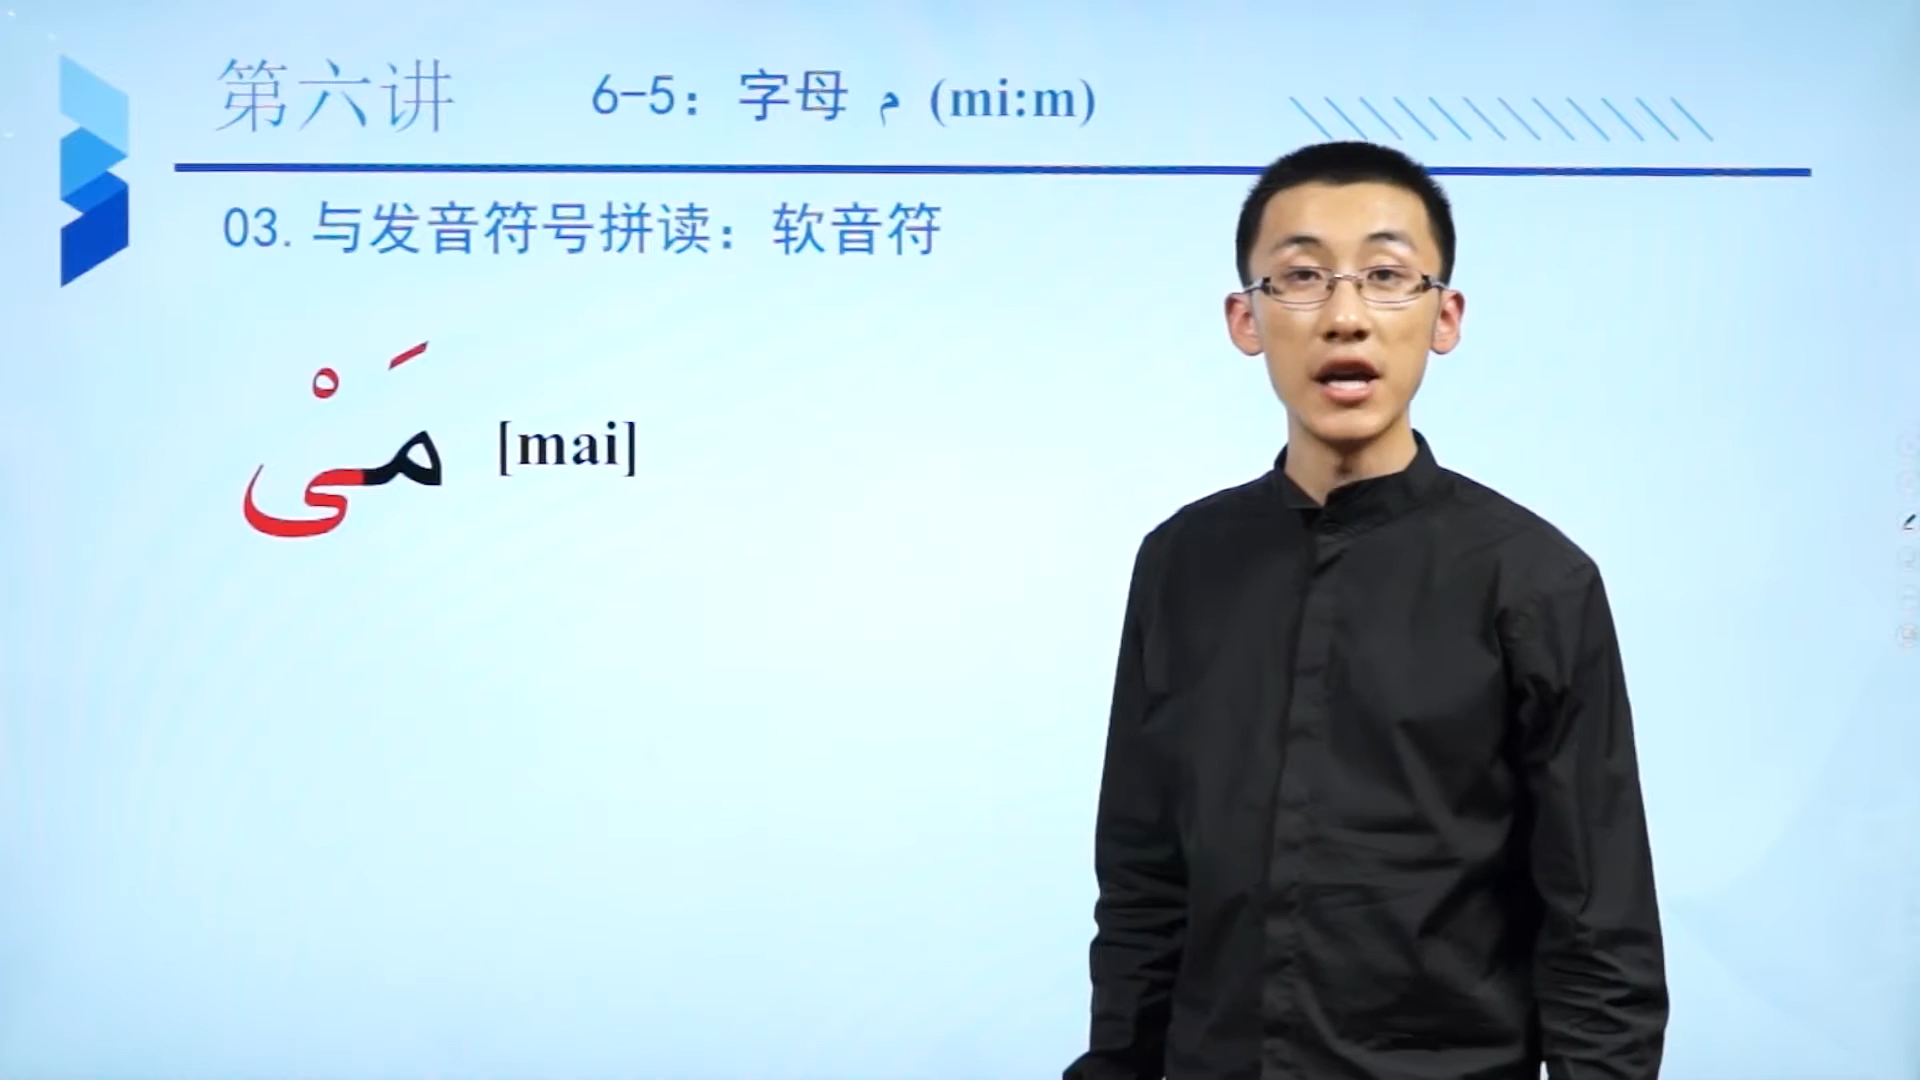 第六讲 6-5：字母 م (mi:m)
03.与发音符号拼读：软音符
مَىْ [mai]